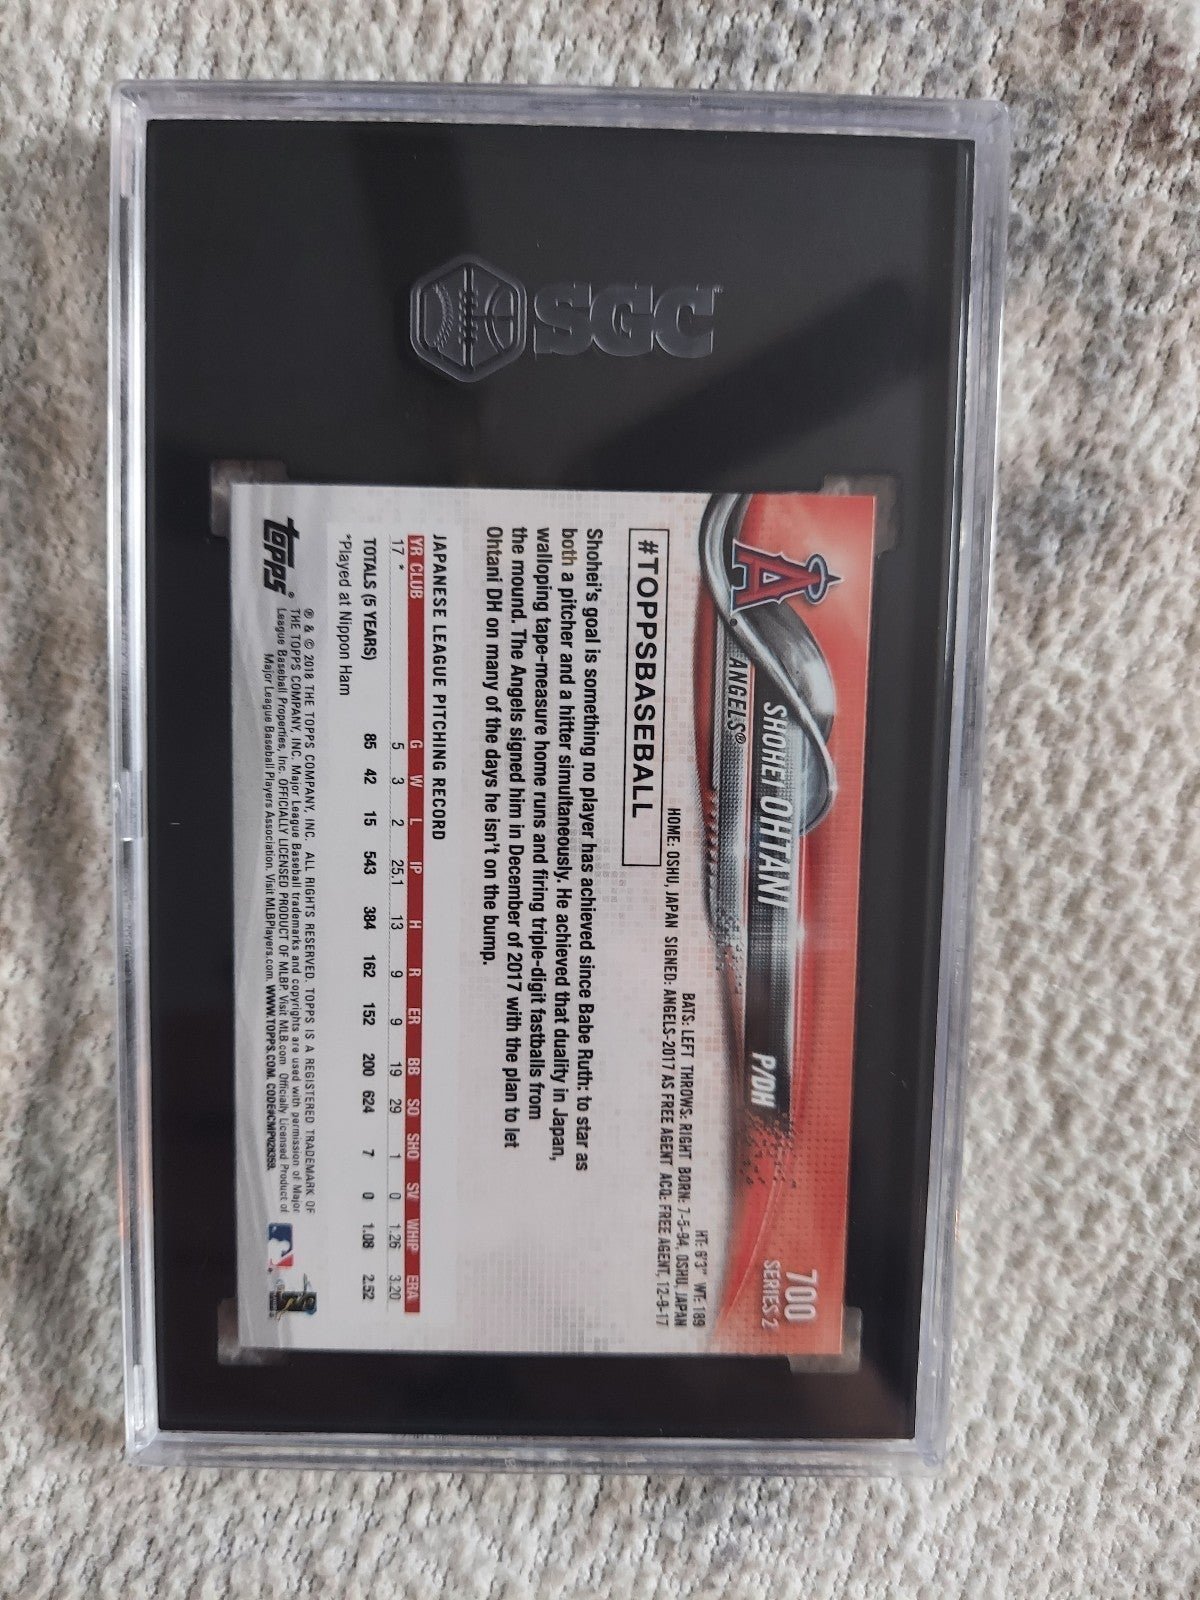 SGC
A
ANGELS®
SHOHEI OHTANI
P/DH
700
SERIES 2
HT: 6'3" WT: 189
BATS: LEFT THROWS: RIGHT BORN: 7-5-94, OSHU, JAPAN
HOME: OSHU, JAPAN SIGNED: ANGELS-2017 AS FREE AGENT ACQ: FREE AGENT, 12-9-17
#TOPPSBASEBALL
Shohei's goal is something no player has achieved since Babe Ruth: to star as
both a pitcher and a hitter simultaneously. He achieved that duality in Japan,
walloping tape-measure home runs and firing triple-digit fastballs from
the mound. The Angels signed him in December of 2017 with the plan to let
Ohtani DH on many of the days he isn't on the bump.
JAPANESE LEAGUE PITCHING RECORD
YR CLUB G W L IP H R ER BB SO SHO SV WHIP ERA
17 * 5 3 2 25.1 13 9 9 19 29 1 0 1.26 3.20
TOTALS (5 YEARS) 85 42 15 543 384 162 152 200 624 7 0 1.08 2.52
*Played at Nippon Ham
topps®
® & © 2018 THE TOPPS COMPANY, INC. ALL RIGHTS RESERVED. TOPPS IS A REGISTERED TRADEMARK OF
THE TOPPS COMPANY, INC. Major League Baseball trademarks and copyrights are used with permission of Major
League Baseball Properties, Inc. OFFICIALLY LICENSED PRODUCT OF MLBP. Visit MLB.com Officially Licensed Product of
Major League Baseball Players Association. Visit MLBPlayers.com. WWW.TOPPS.COM. CODE#CMP028359.